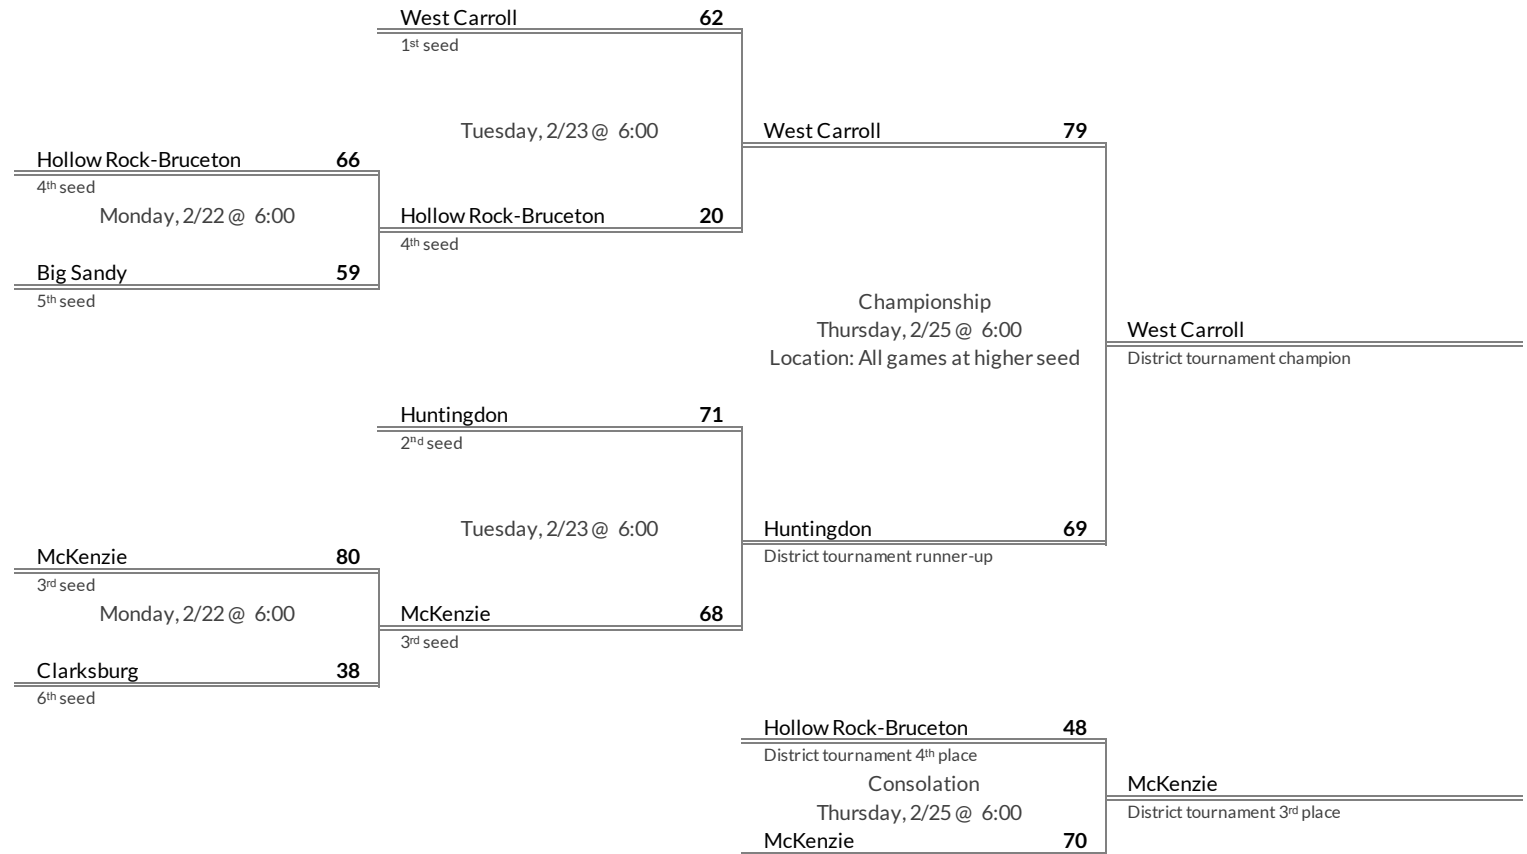 West Carroll 62
1st seed
Tuesday, 2/23 @ 6:00
West Carroll 79
Hollow Rock-Bruceton 66
4th seed
Monday, 2/22 @ 6:00
Hollow Rock-Bruceton 20
4th seed
Big Sandy 59
5th seed
Championship
Thursday, 2/25 @ 6:00
Location: All games at higher seed
West Carroll
District tournament champion
Huntingdon 71
2nd seed
Tuesday, 2/23 @ 6:00
Huntingdon 69
District tournament runner-up
McKenzie 80
3rd seed
Monday, 2/22 @ 6:00
McKenzie 68
3rd seed
Clarksburg 38
6th seed
Hollow Rock-Bruceton 48
District tournament 4th place
Consolation
Thursday, 2/25 @ 6:00
McKenzie 70
McKenzie
District tournament 3rd place